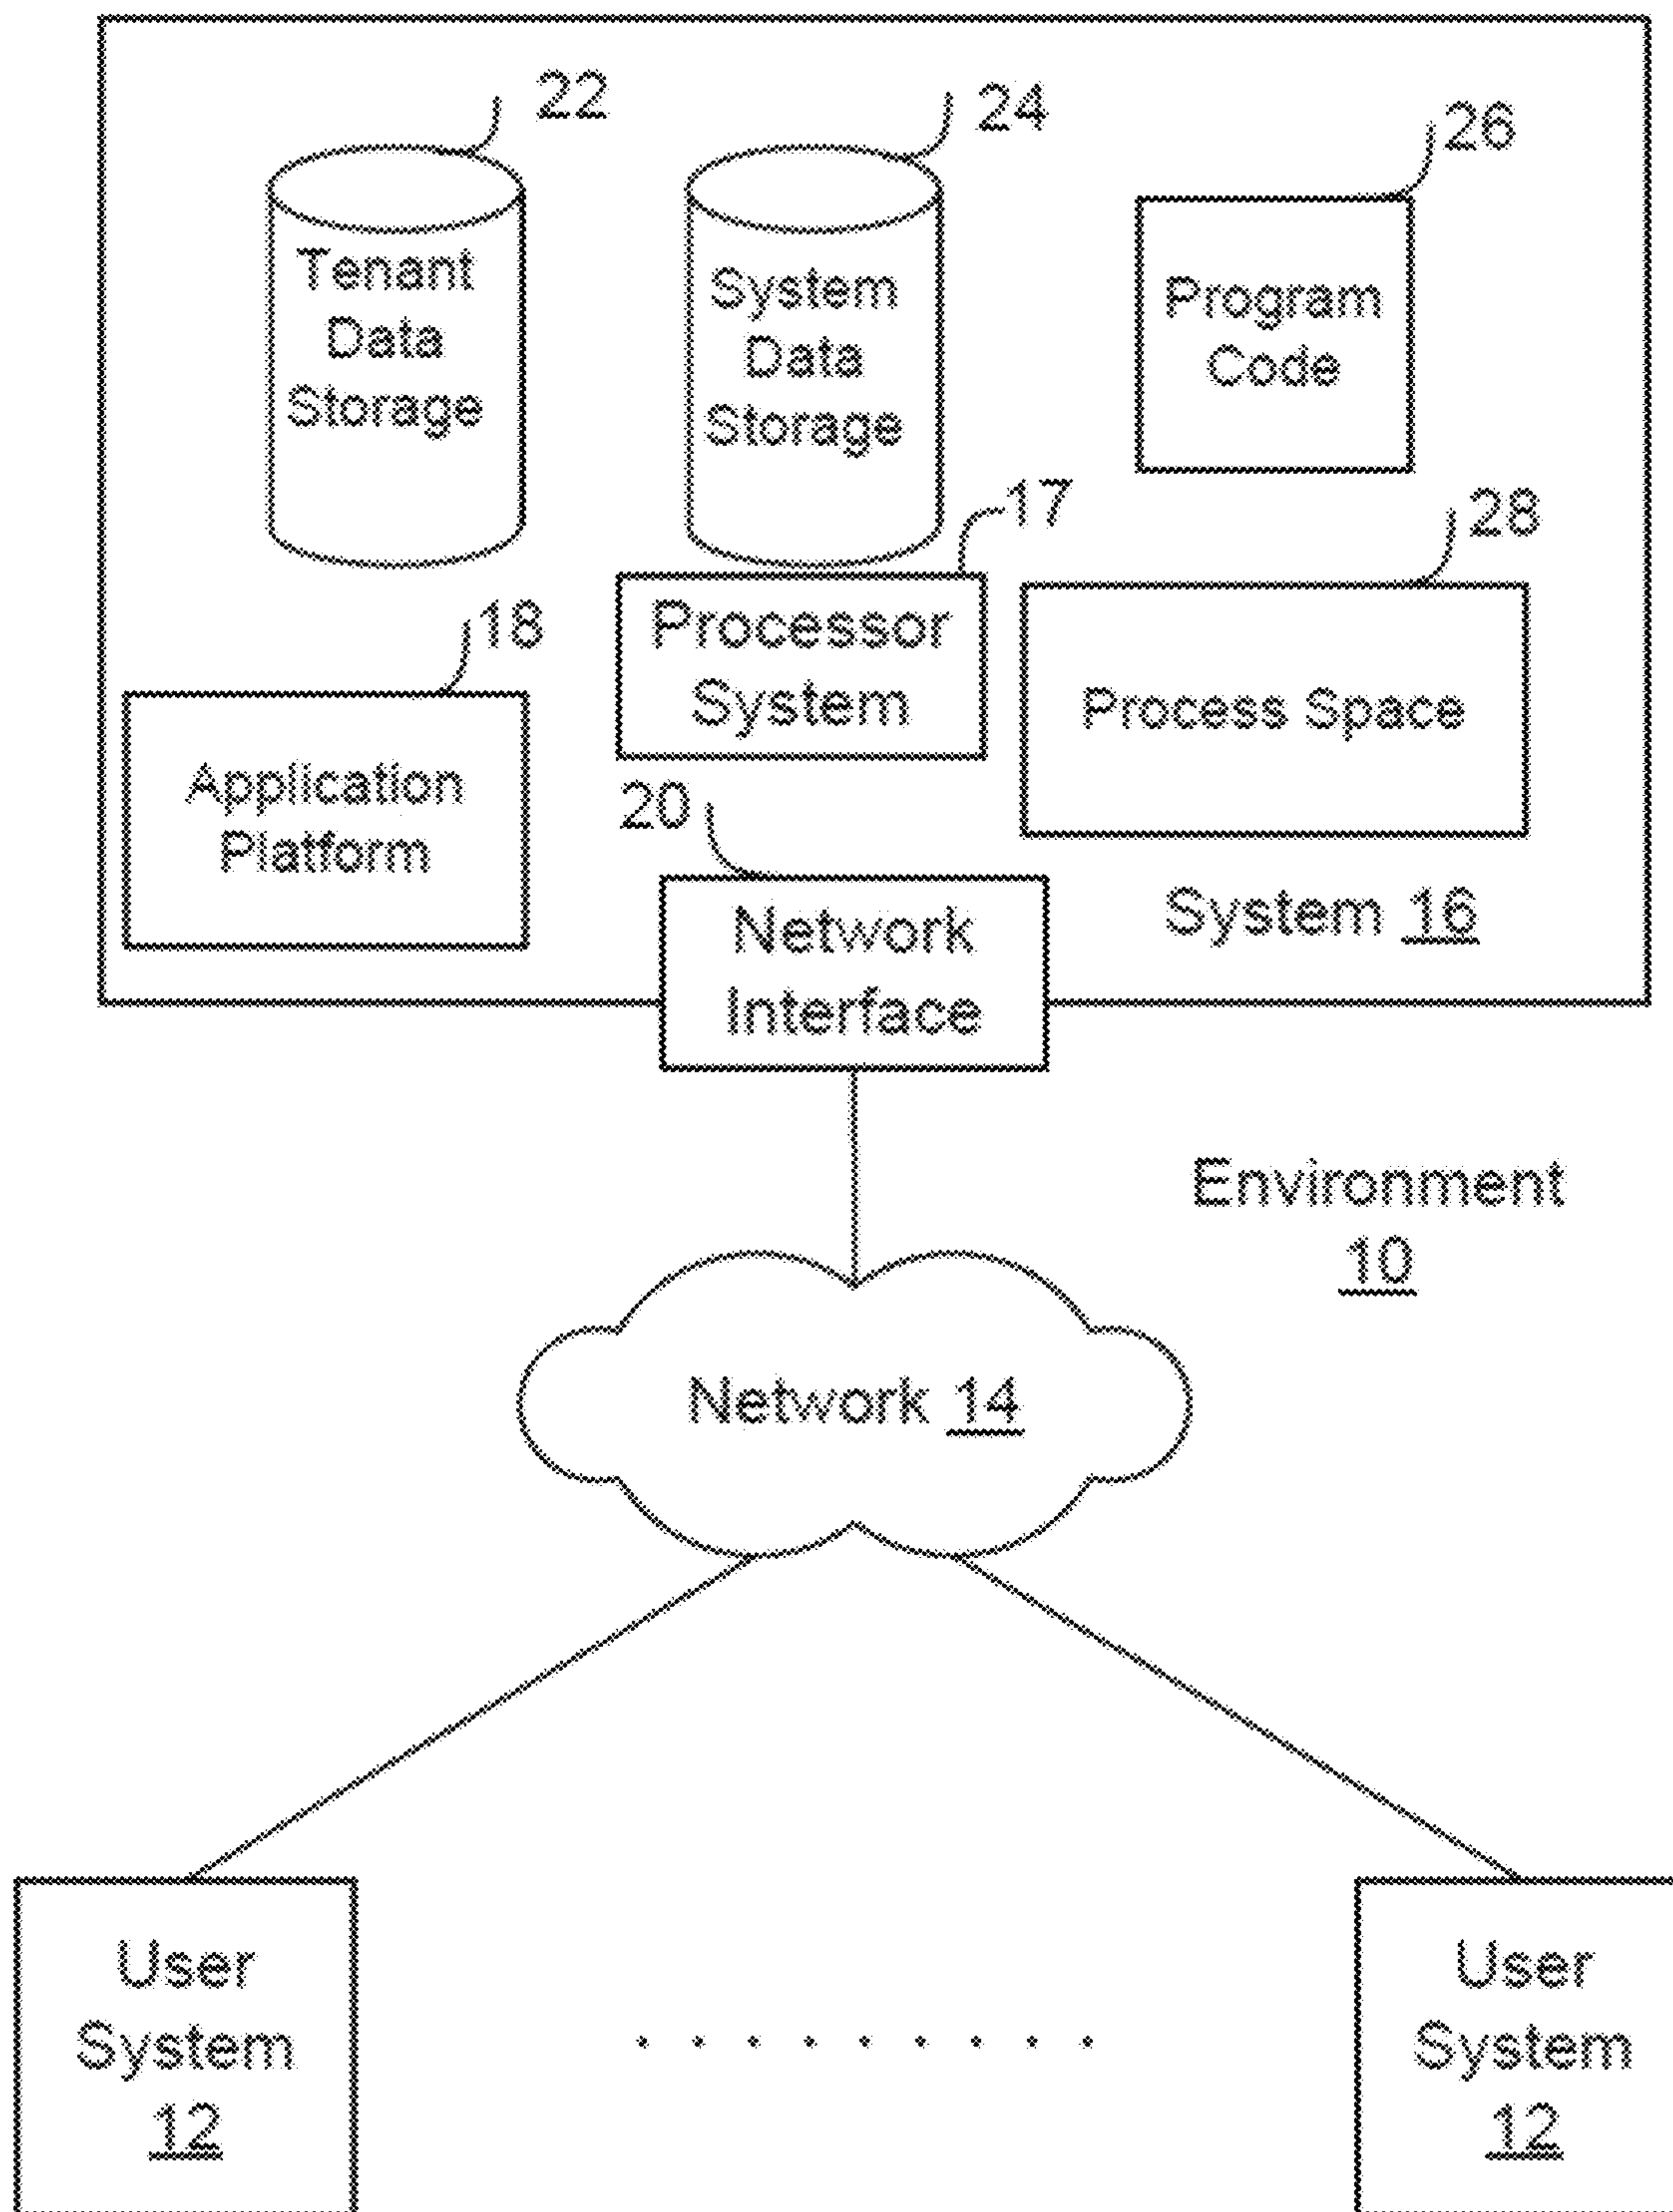 22
24
26
Tenant
Data
Storage
System
Data
Storage
Program
Code
17
28
18
Processor
System
Process Space
Application
Platform
20
Network
Interface
System 16
Environment
10
Network 14
User
System
12
. . . . . . . . .
User
System
12